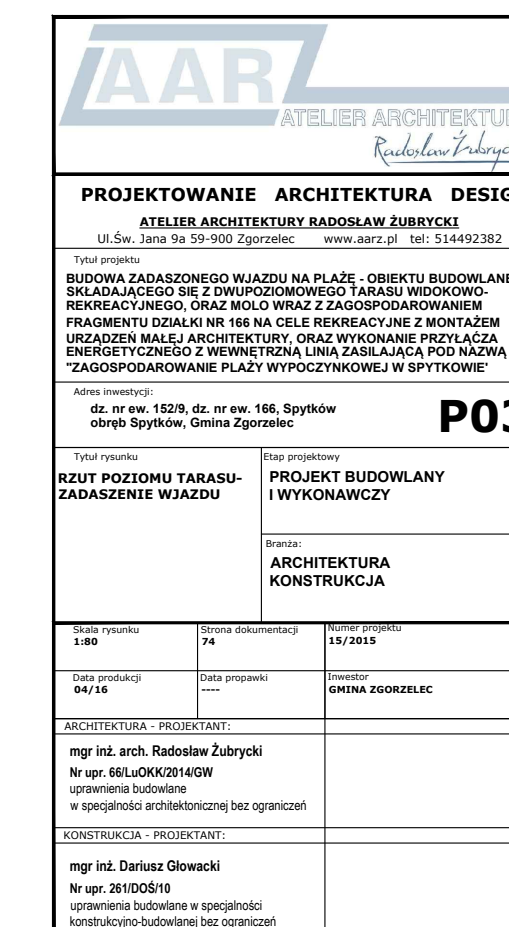 AAR
ATELIER ARCHITEKTU
Radosław Żubryc
PROJEKTOWANIE ARCHITEKTURA DESIG
ATELIER ARCHITEKTURY RADOSŁAW ŻUBRYCKI
Ul.Św. Jana 9a 59-900 Zgorzelec www.aarz.pl tel: 514492382
Tytuł projektu
BUDOWA ZADASZONEGO WJAZDU NA PLAŻĘ - OBIEKTU BUDOWLANE
SKŁADAJĄCEGO SIĘ Z DWUPOZIOMOWEGO TARASU WIDOKOWO-
REKREACYJNEGO, ORAZ MOLO WRAZ Z ZAGOSPODAROWANIEM
FRAGMENTU DZIAŁKI NR 166 NA CELE REKREACYJNE Z MONTAŻEM
URZĄDZEŃ MAŁEJ ARCHITEKTURY, ORAZ WYKONANIE PRZYŁĄCZA
ENERGETYCZNEGO Z WEWNĘTRZNĄ LINIĄ ZASILAJĄCĄ POD NAZWĄ
"ZAGOSPODAROWANIE PLAŻY WYPOCZYNKOWEJ W SPYTKOWIE'
Adres inwestycji:
dz. nr ew. 152/9, dz. nr ew. 166, Spytków
obręb Spytków, Gmina Zgorzelec
P03
Tytuł rysunku
RZUT POZIOMU TARASU-
ZADASZENIE WJAZDU
Etap projektowy
PROJEKT BUDOWLANY
I WYKONAWCZY
Branża:
ARCHITEKTURA
KONSTRUKCJA
Skala rysunku
1:80
Strona dokumentacji
74
Numer projektu
15/2015
Data produkcji
04/16
Data propawki
----
Inwestor
GMINA ZGORZELEC
ARCHITEKTURA - PROJEKTANT:
mgr inż. arch. Radosław Żubrycki
Nr upr. 66/LuOKK/2014/GW
uprawnienia budowlane
w specjalności architektonicznej bez ograniczeń
KONSTRUKCJA - PROJEKTANT:
mgr inż. Dariusz Głowacki
Nr upr. 261/DOŚ/10
uprawnienia budowlane w specjalności
konstrukcyjno-budowlanej bez ograniczeń